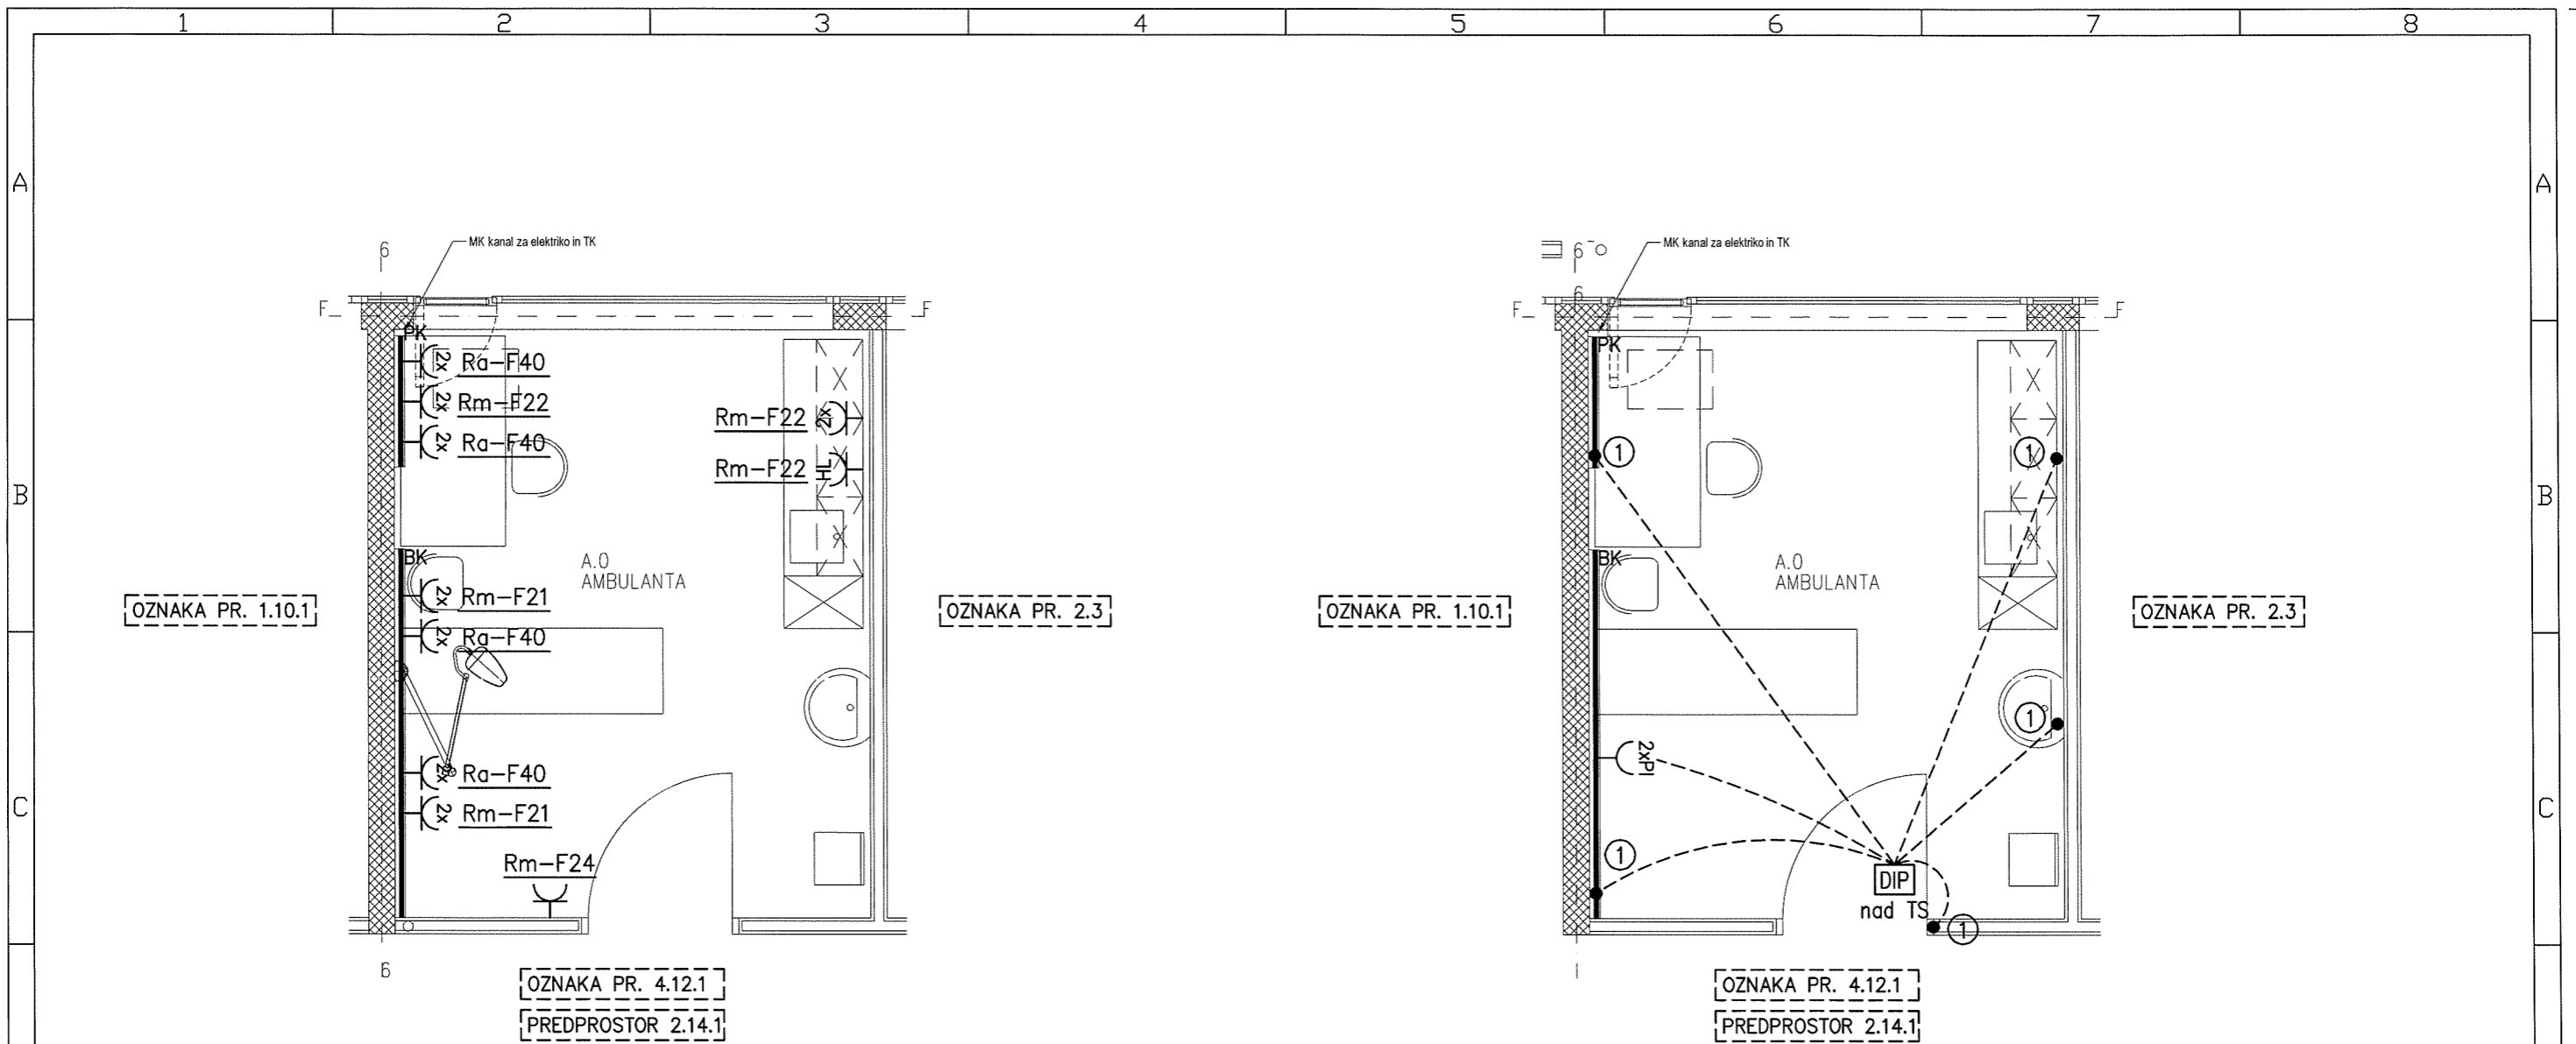 1 2 3 4 5 6 7 8
A A
6
MK kanal za elektriko in TK
F F
PK
2x Ra-F40
2x Rm-F22
2x Ra-F40
Rm-F22 2x
Rm-F22 HL
B
BK
A.0
AMBULANTA
2x Rm-F21
OZNAKA PR. 1.10.1
OZNAKA PR. 2.3
2x Ra-F40
2x Ra-F40
2x Rm-F21
C
Rm-F24
6
OZNAKA PR. 4.12.1
PREDPROSTOR 2.14.1
6
MK kanal za elektriko in TK
6
F F
PK
1
1
B
BK
A.0
AMBULANTA
OZNAKA PR. 1.10.1
OZNAKA PR. 2.3
1
2xPI
C
1
DIP
nad TS
1
OZNAKA PR. 4.12.1
PREDPROSTOR 2.14.1